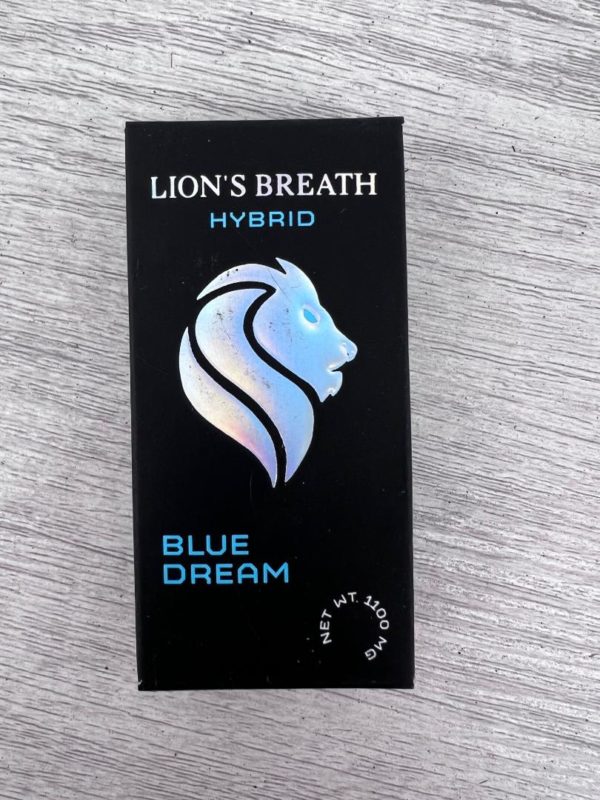 LION'S BREATH
HYBRID
BLUE
DREAM
NET WT. 1100 MG